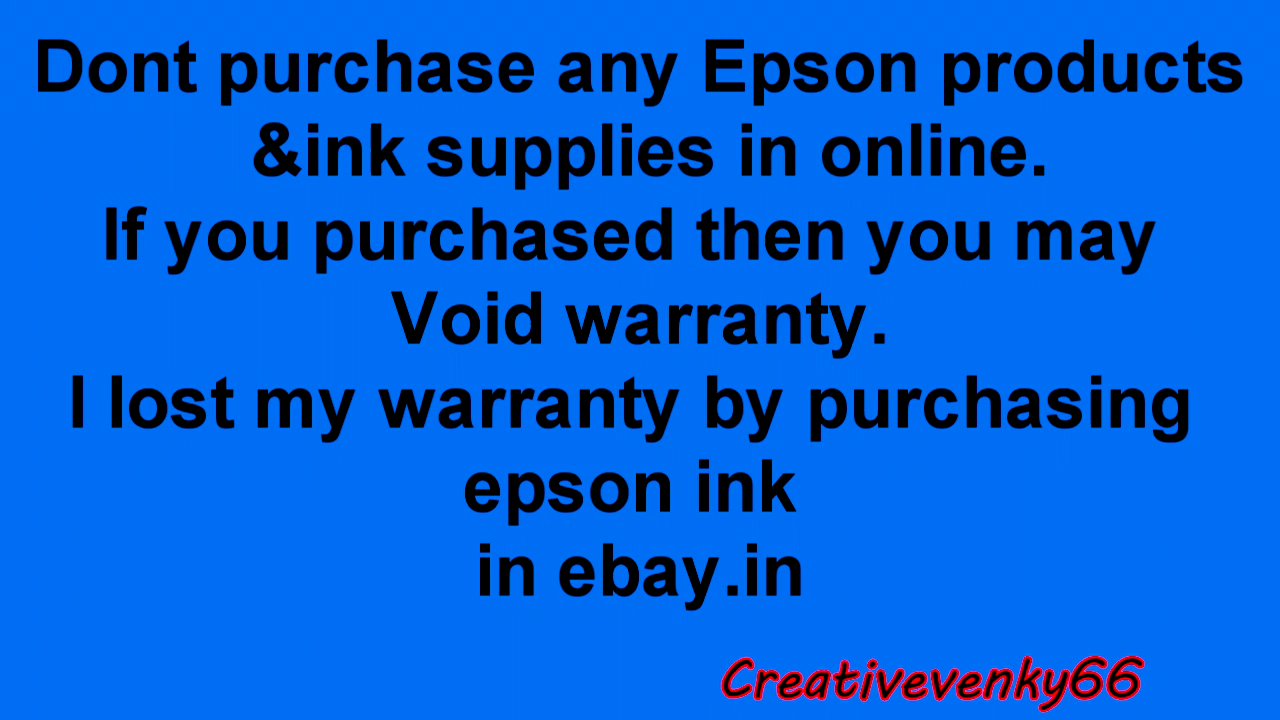 Dont purchase any Epson products
&ink supplies in online.
If you purchased then you may
Void warranty.
I lost my warranty by purchasing
epson ink
in ebay.in
Creativevenky66